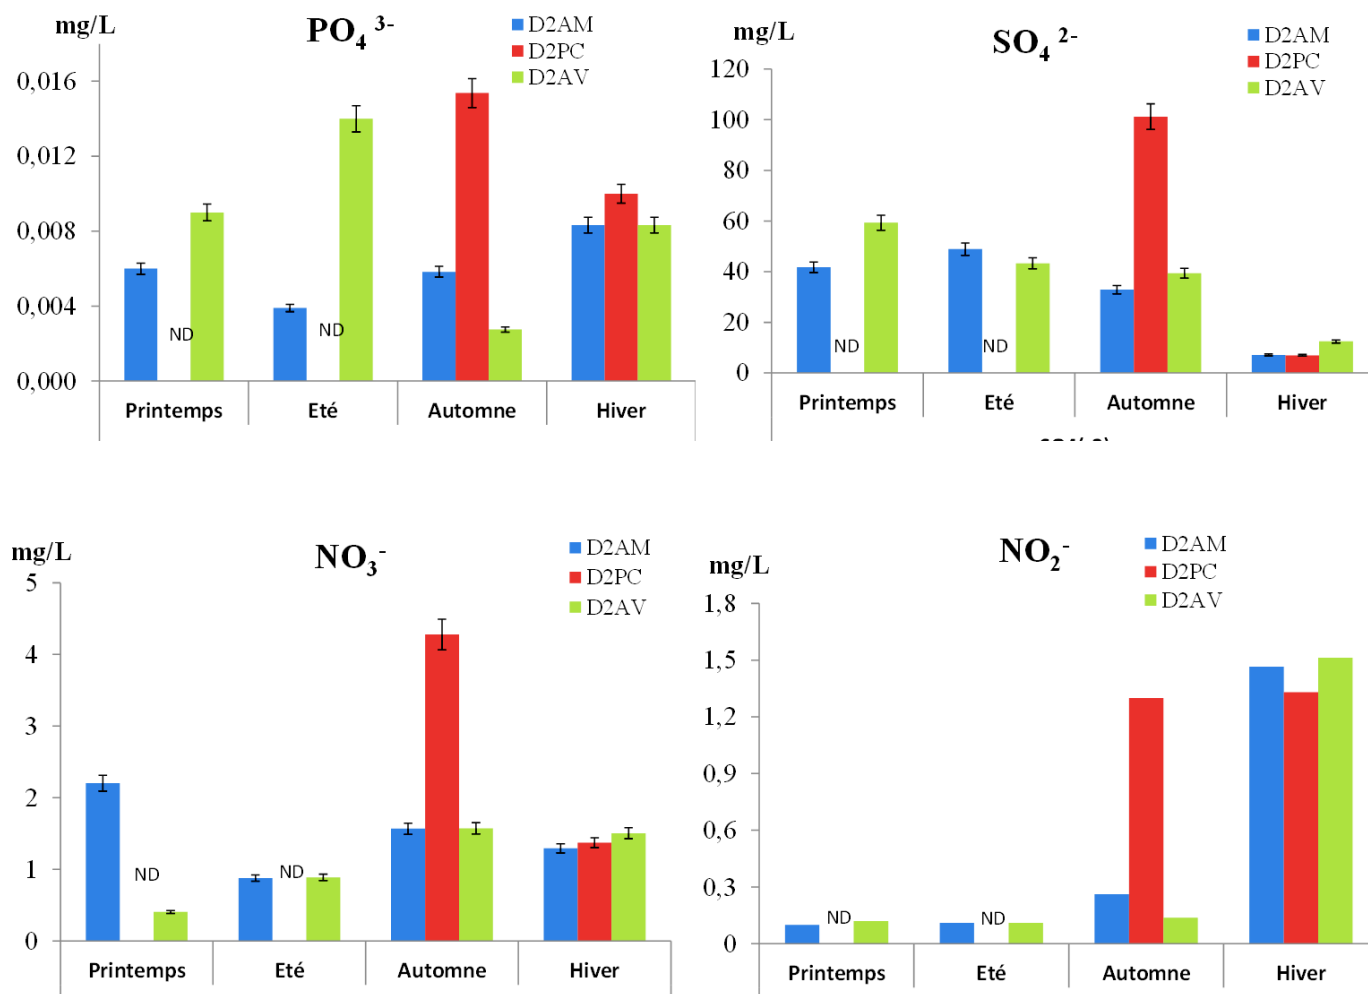 mg/L
PO₄ ³⁻
D2AM
D2PC
D2AV
0,016
0,012
0,008
0,004
0,000
ND
ND
Printemps Eté Automne Hiver
mg/L
SO₄ ²⁻
D2AM
D2PC
D2AV
120
100
80
60
40
20
0
ND
ND
Printemps Eté Automne Hiver
mg/L
NO₃⁻
D2AM
D2PC
D2AV
5
4
3
2
1
0
ND
ND
Printemps Eté Automne Hiver
mg/L
NO₂⁻
D2AM
D2PC
D2AV
1,8
1,5
1,2
0,9
0,6
0,3
0
ND
ND
Printemps Eté Automne Hiver